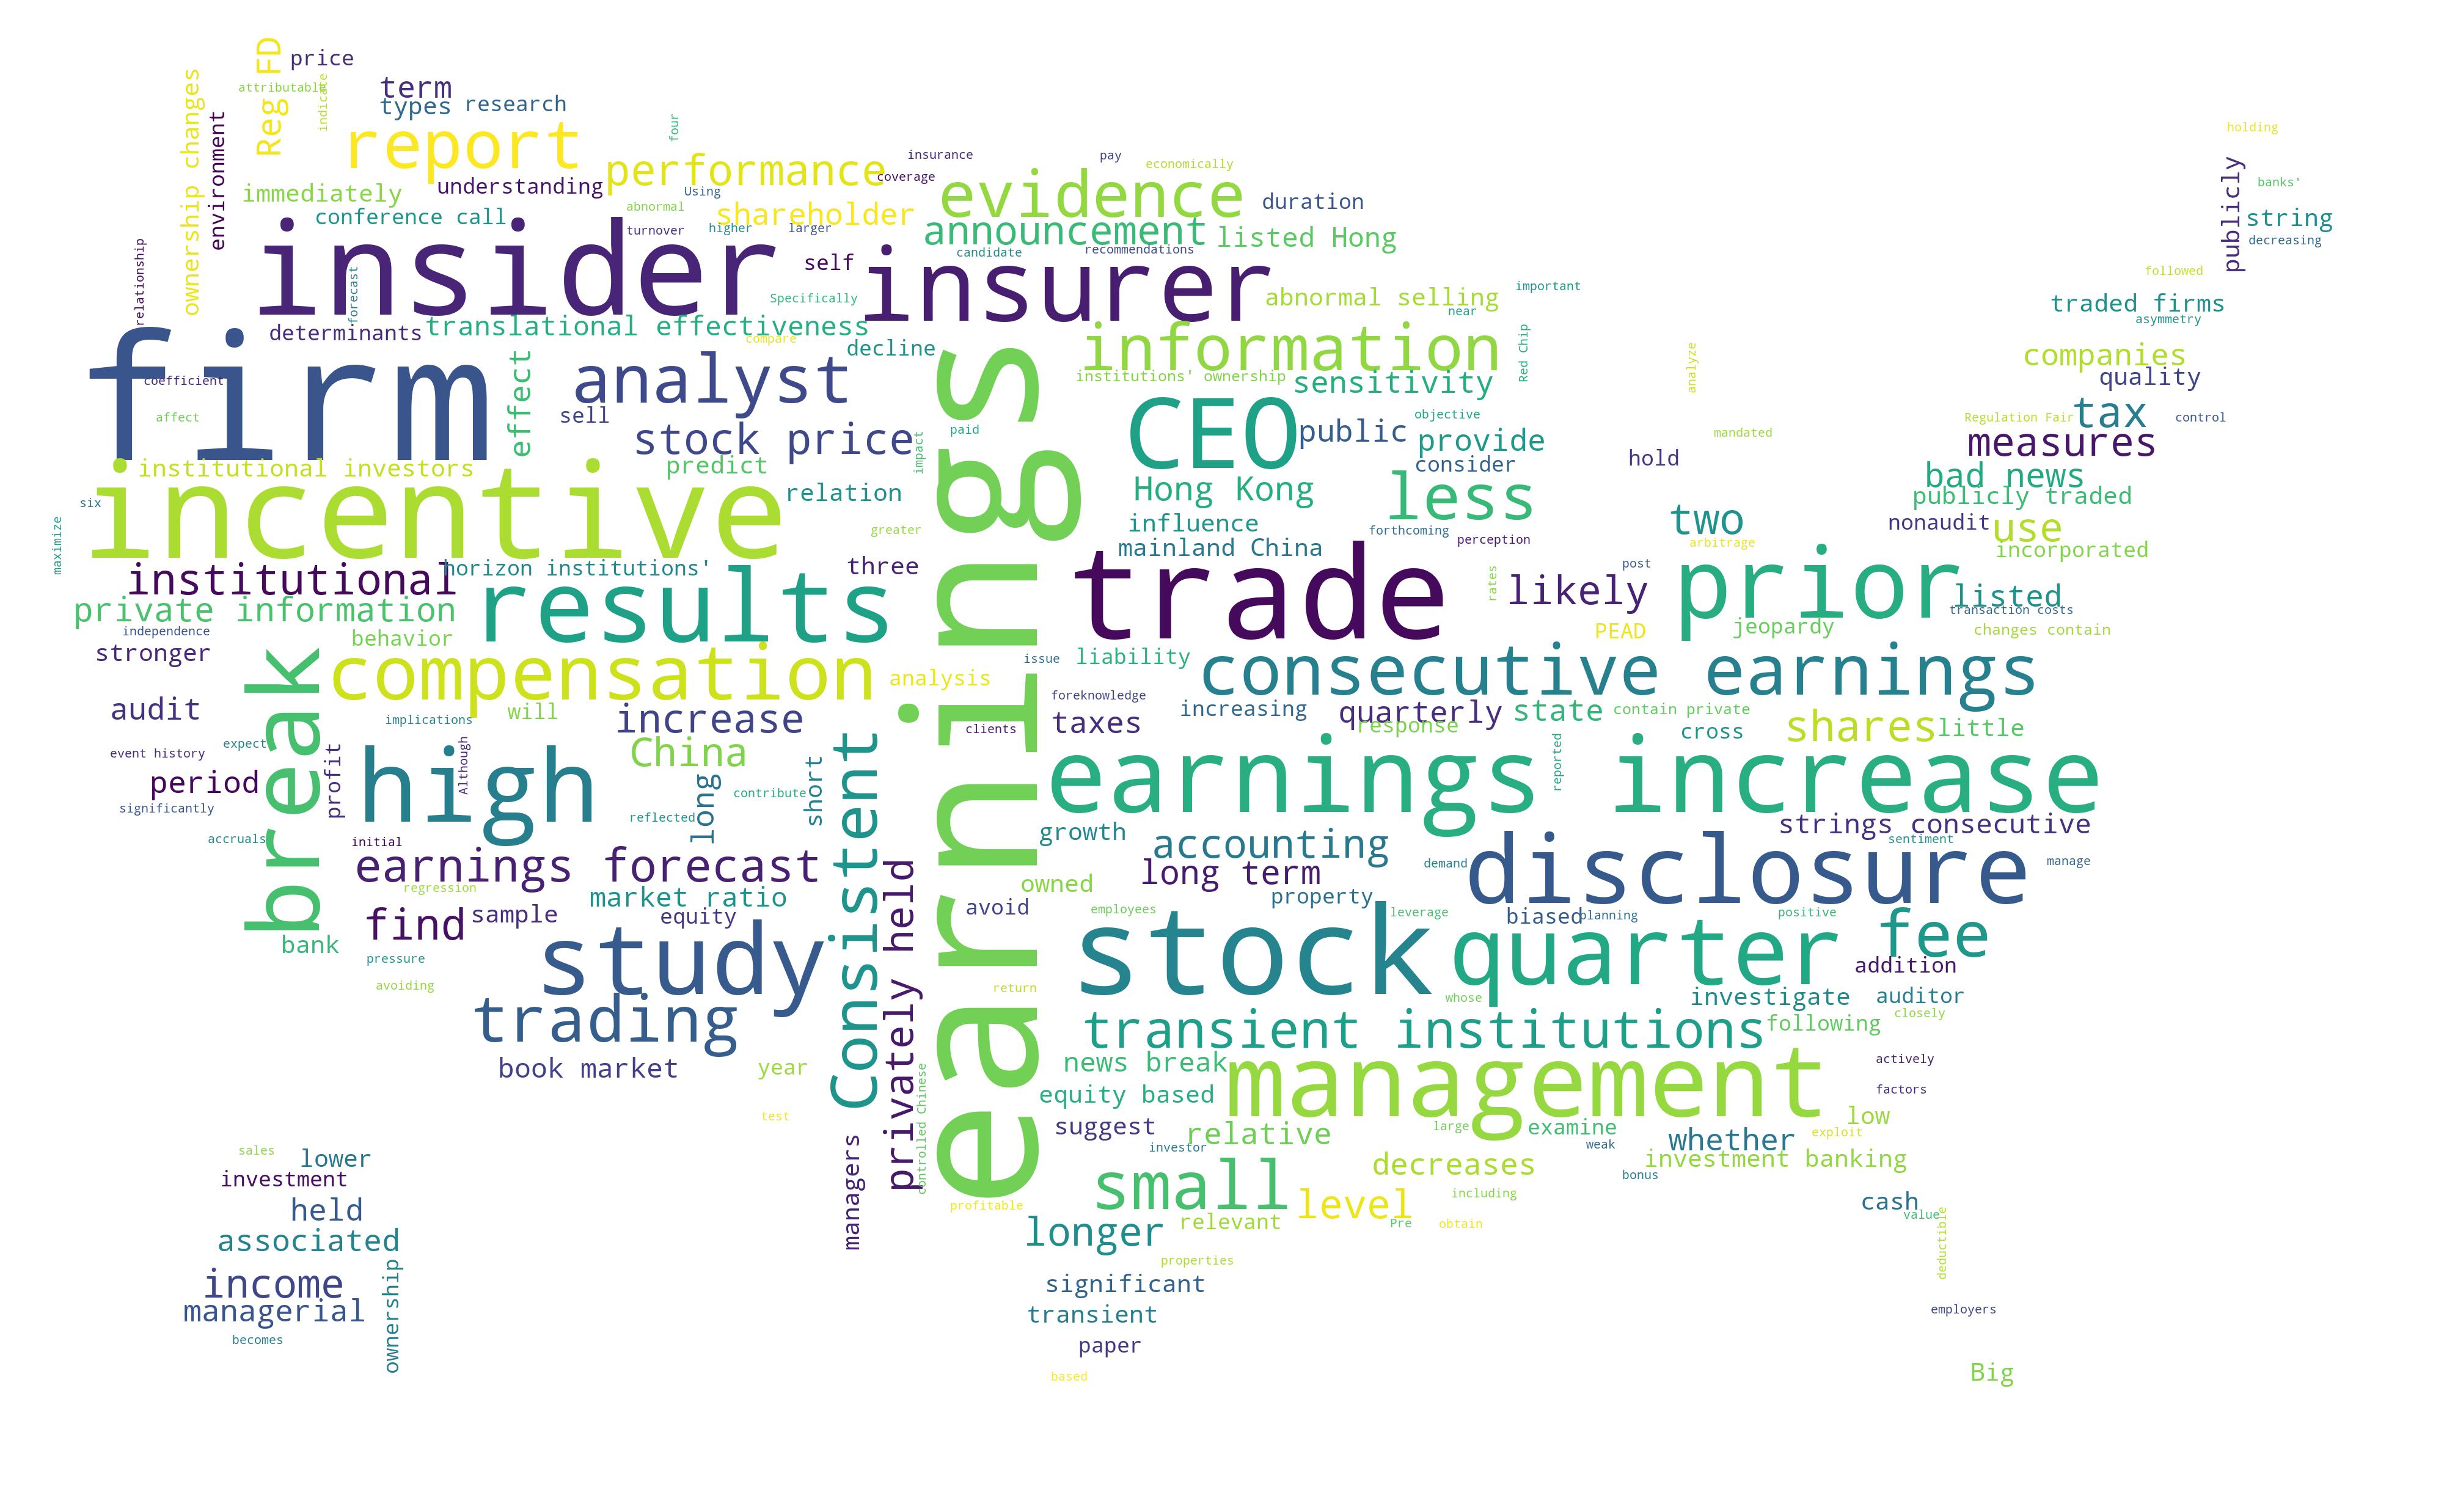 Reg FD
price
attributable
indicate
term
types
research
ownership changes
environment
report
four
performance
insurance
coverage
pay
economically
holding
immediately
understanding
Using
evidence
duration
publicly
banks'
conference call
abnormal
shareholder
announcement
listed Hong
string
decreasing
relationship
insider
turnover
higher
larger
self
candidate
recommendations
forecast
Specifically
insurer
abnormal selling
important
followed
near
traded firms
asymmetry
firm
determinants
translational effectiveness
compare
decline
information
Red Chip
analyze
companies
coefficient
effect
analyst
institutions' ownership
sensitivity
quality
affect
sell
stock price
paid
CEO
public
objective
provide
mandated
Regulation Fair
tax
control
measures
institutional investors
predict
impact
consider
hold
bad news
six
incentive
relation
earnings
Hong Kong
less
publicly traded
maximize
greater
influence
forthcoming
perception
two
nonaudit
use
mainland China
arbitrage
incorporated
institutional
horizon institutions'
three
trade
rates
post
likely
prior
listed
private information
results
transaction costs
independence
behavior
PEAD
jeopardy
changes contain
stronger
break
compensation
analysis
issue
liability
consecutive earnings
foreknowledge
audit
implications
will
increase
clients
taxes
increasing
quarterly
response
state
contain private
cross
shares
little
event history
expect
profit
high
Although
China
long
short
Consistent
earnings increase
reported
period
significantly
contribute
reflected
accruals
initial
growth
accounting
strings consecutive
sentiment
earnings forecast
privately held
long term
demand
disclosure
manage
regression
market ratio
owned
property
find
sample
equity
avoid
employees
leverage
biased
planning
positive
bank
study
stock
quarter
fee
pressure
addition
avoiding
return
whose
investigate
auditor
trading
transient institutions
following
closely
book market
year
controlled Chinese
news break
management
actively
equity based
factors
test
managers
suggest
relative
large
examine
low
investor
weak
whether
exploit
sales
lower
decreases
investment banking
investment
small
bonus
held
profitable
level
including
cash
value
deductible
associated
longer
relevant
Pre
obtain
properties
income
ownership
significant
managerial
transient
employers
becomes
paper
based
Big